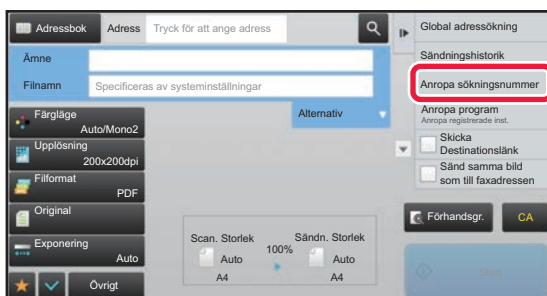 Adressbok
Adress
Tryck för att ange adress
Ämne
Filnamn
Specificeras av systeminställningar
Alternativ
Färgläge
Auto/Mono2
Upplösning
200x200dpi
Filformat
PDF
Original
Exponering
Auto
Övrigt
Scan. Storlek
100%
Sändn. Storlek
Auto
Auto
A4
A4
Global adressökning
Sändningshistorik
Anropa sökningsnummer
Anropa program
Anropa registrerade inst.
Skicka
Destinationslänk
Sänd samma bild
som till faxadressen
Förhandsgr.
CA
Start